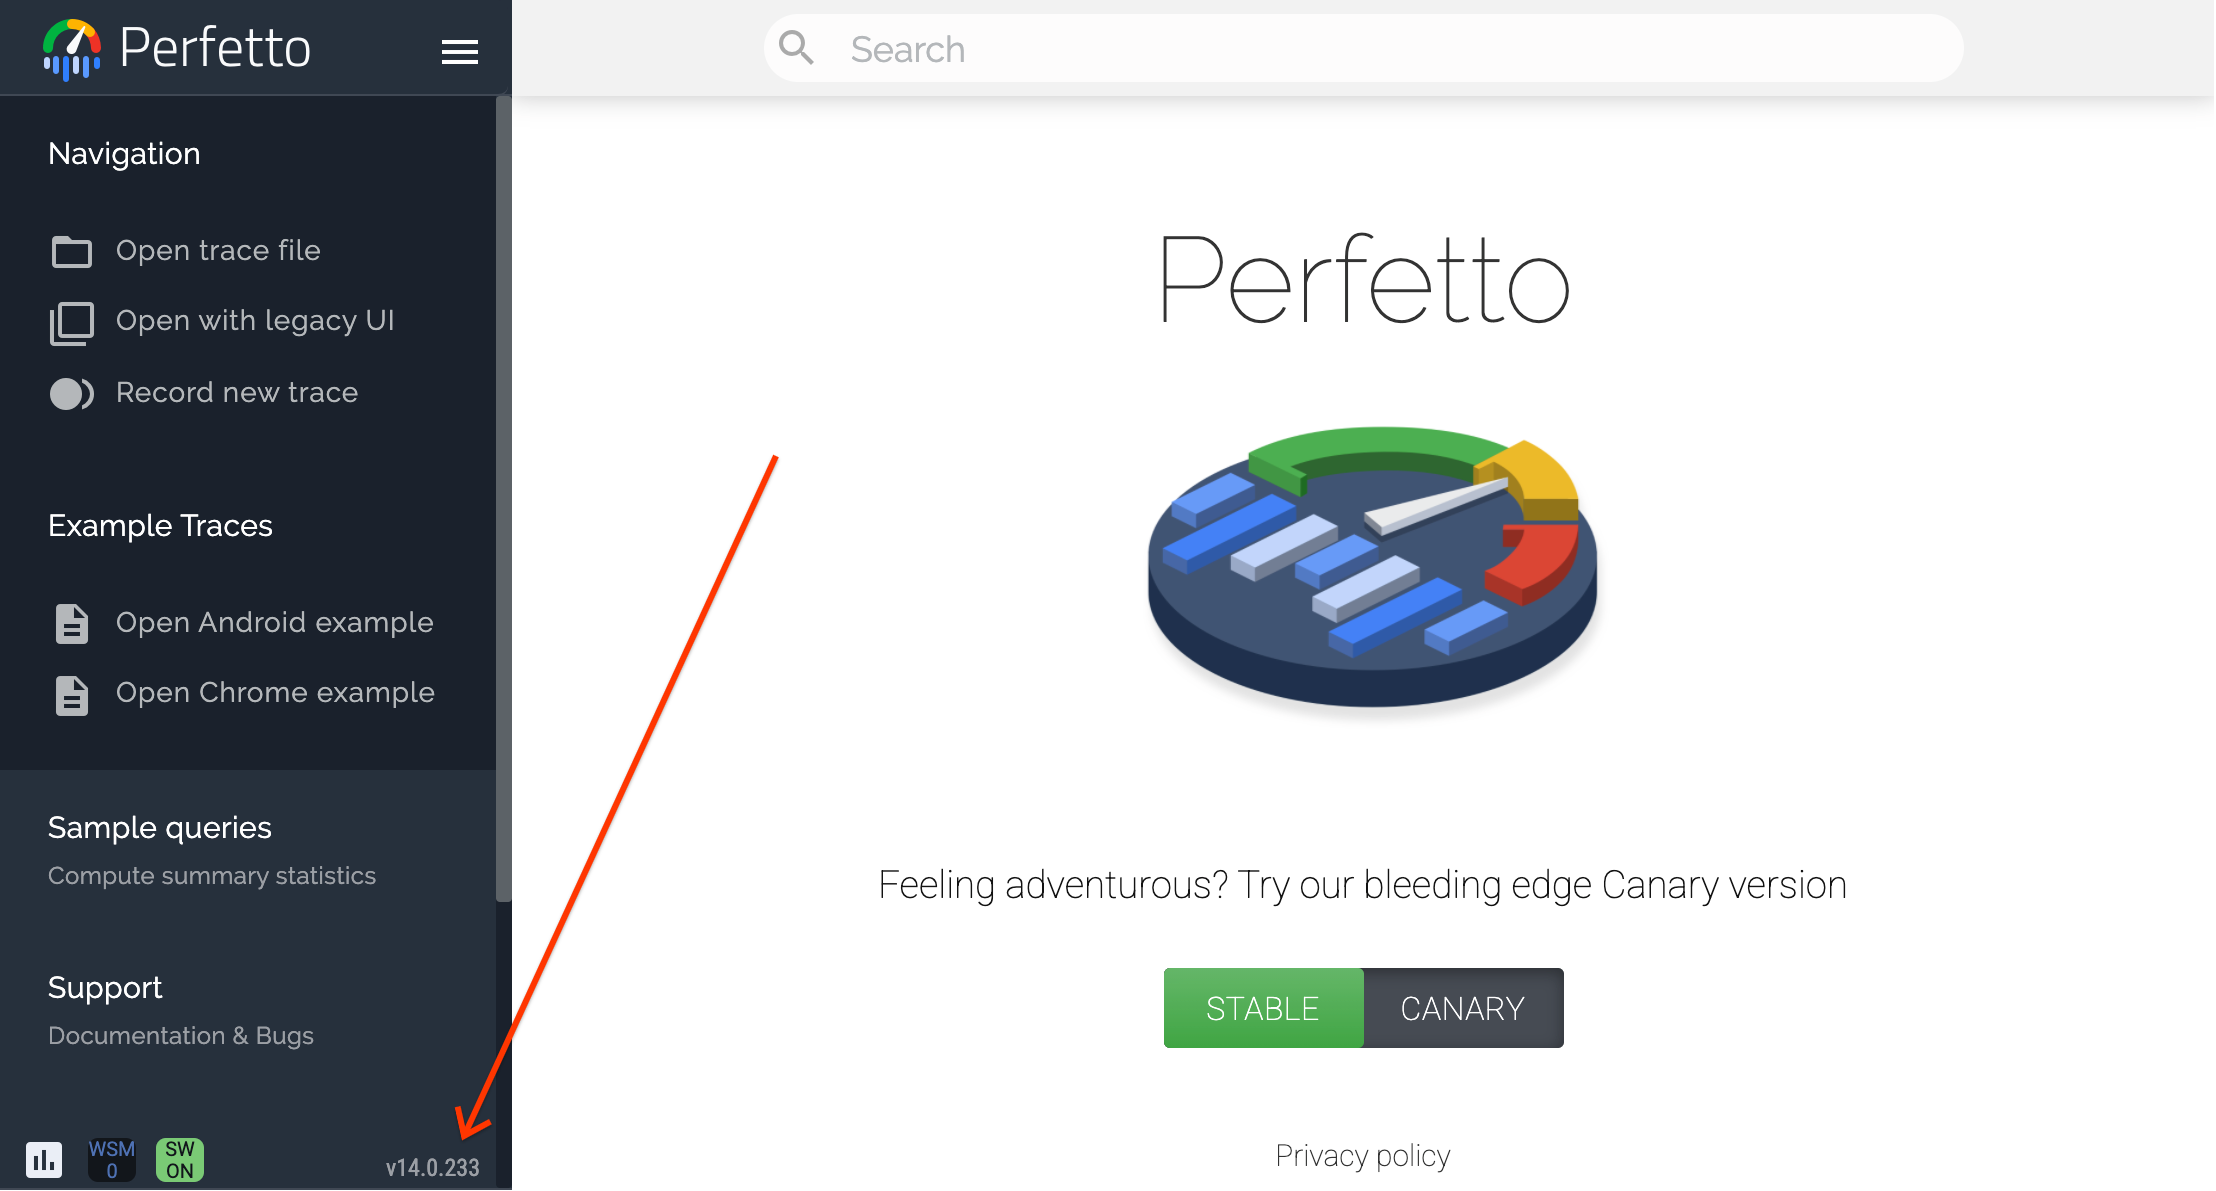 Perfetto
Search
Navigation
Open trace file
Open with legacy UI
Record new trace
Example Traces
Open Android example
Open Chrome example
Sample queries
Compute summary statistics
Support
Documentation & Bugs
WSM
0
SW
ON
v14.0.233
Perfetto
Feeling adventurous? Try our bleeding edge Canary version
STABLE
CANARY
Privacy policy